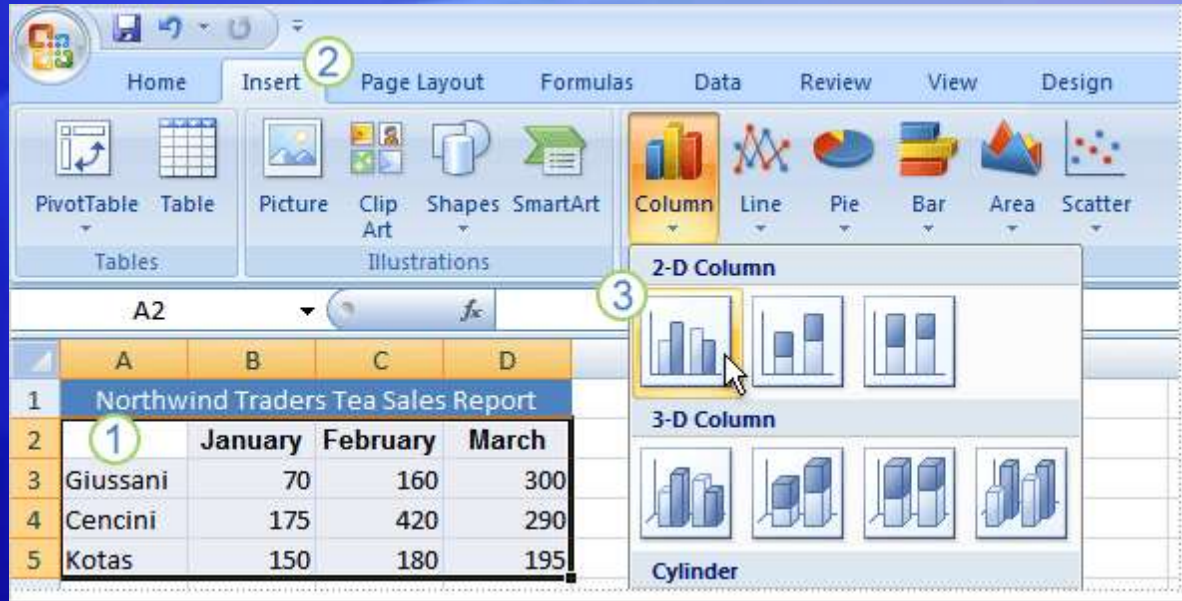 2
Home Insert Page Layout Formulas Data Review View Design
PivotTable Table Picture Clip Art Shapes SmartArt Column Line Pie Bar Area Scatter
Tables Illustrations
2-D Column
3
A2 fx
A B C D
1 Northwind Traders Tea Sales Report
3-D Column
2 1 January February March
3 Giussani 70 160 300
4 Cencini 175 420 290
5 Kotas 150 180 195
Cylinder